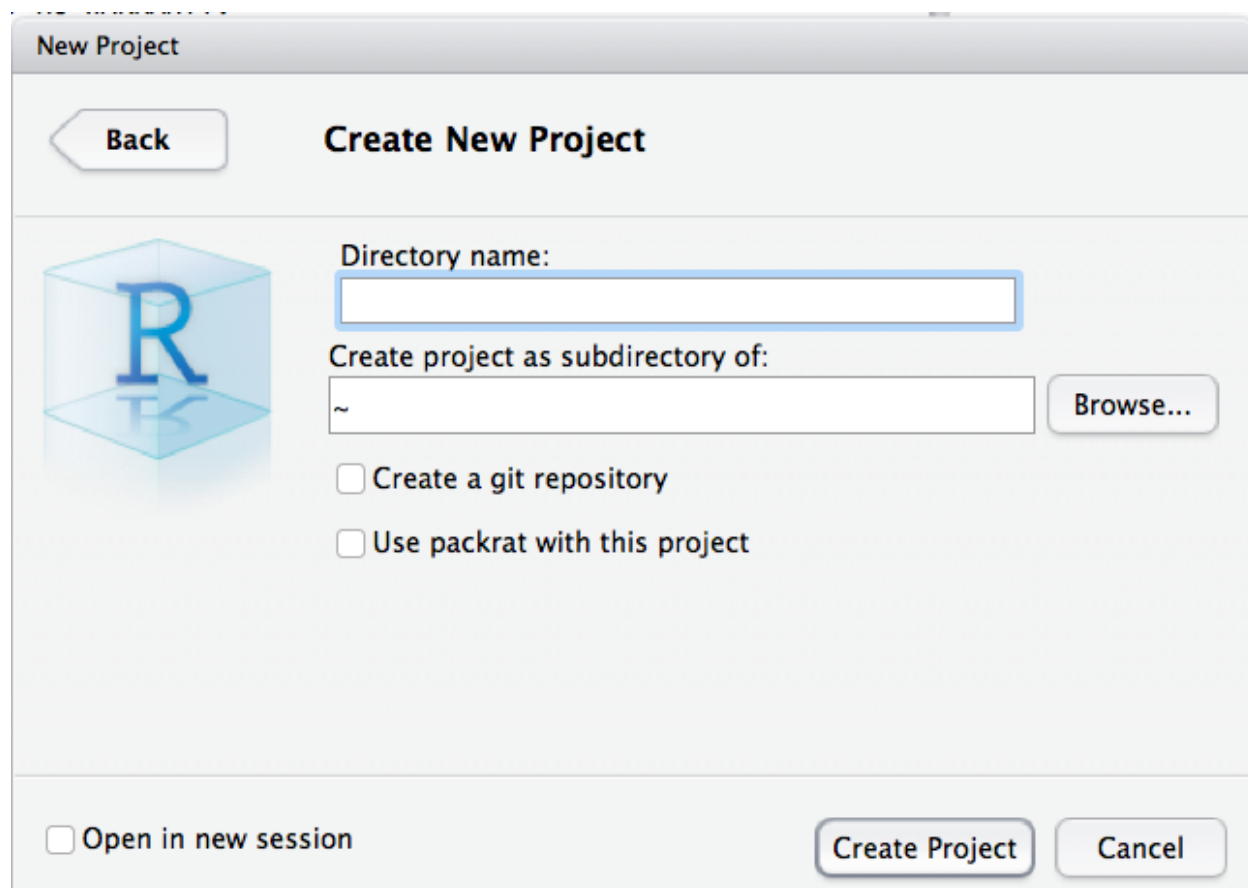 New Project
Back
Create New Project
R
Directory name:
Create project as subdirectory of:
~
Browse...
Create a git repository
Use packrat with this project
Open in new session
Create Project
Cancel